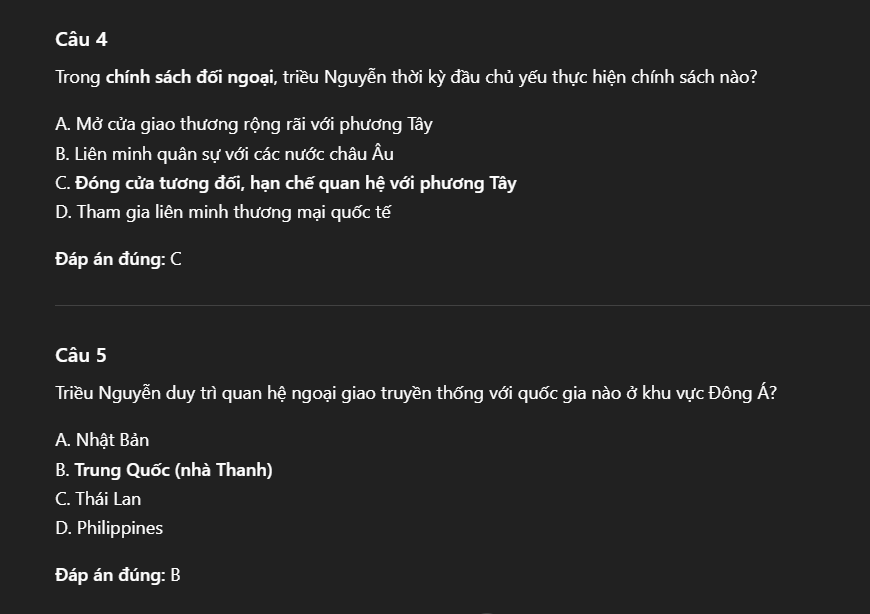 Câu 4
Trong chính sách đối ngoại, triều Nguyễn thời kỳ đầu chủ yếu thực hiện chính sách nào?
A. Mở cửa giao thương rộng rãi với phương Tây
B. Liên minh quân sự với các nước châu Âu
C. Đóng cửa tương đối, hạn chế quan hệ với phương Tây
D. Tham gia liên minh thương mại quốc tế
Đáp án đúng: C
Câu 5
Triều Nguyễn duy trì quan hệ ngoại giao truyền thống với quốc gia nào ở khu vực Đông Á?
A. Nhật Bản
B. Trung Quốc (nhà Thanh)
C. Thái Lan
D. Philippines
Đáp án đúng: B